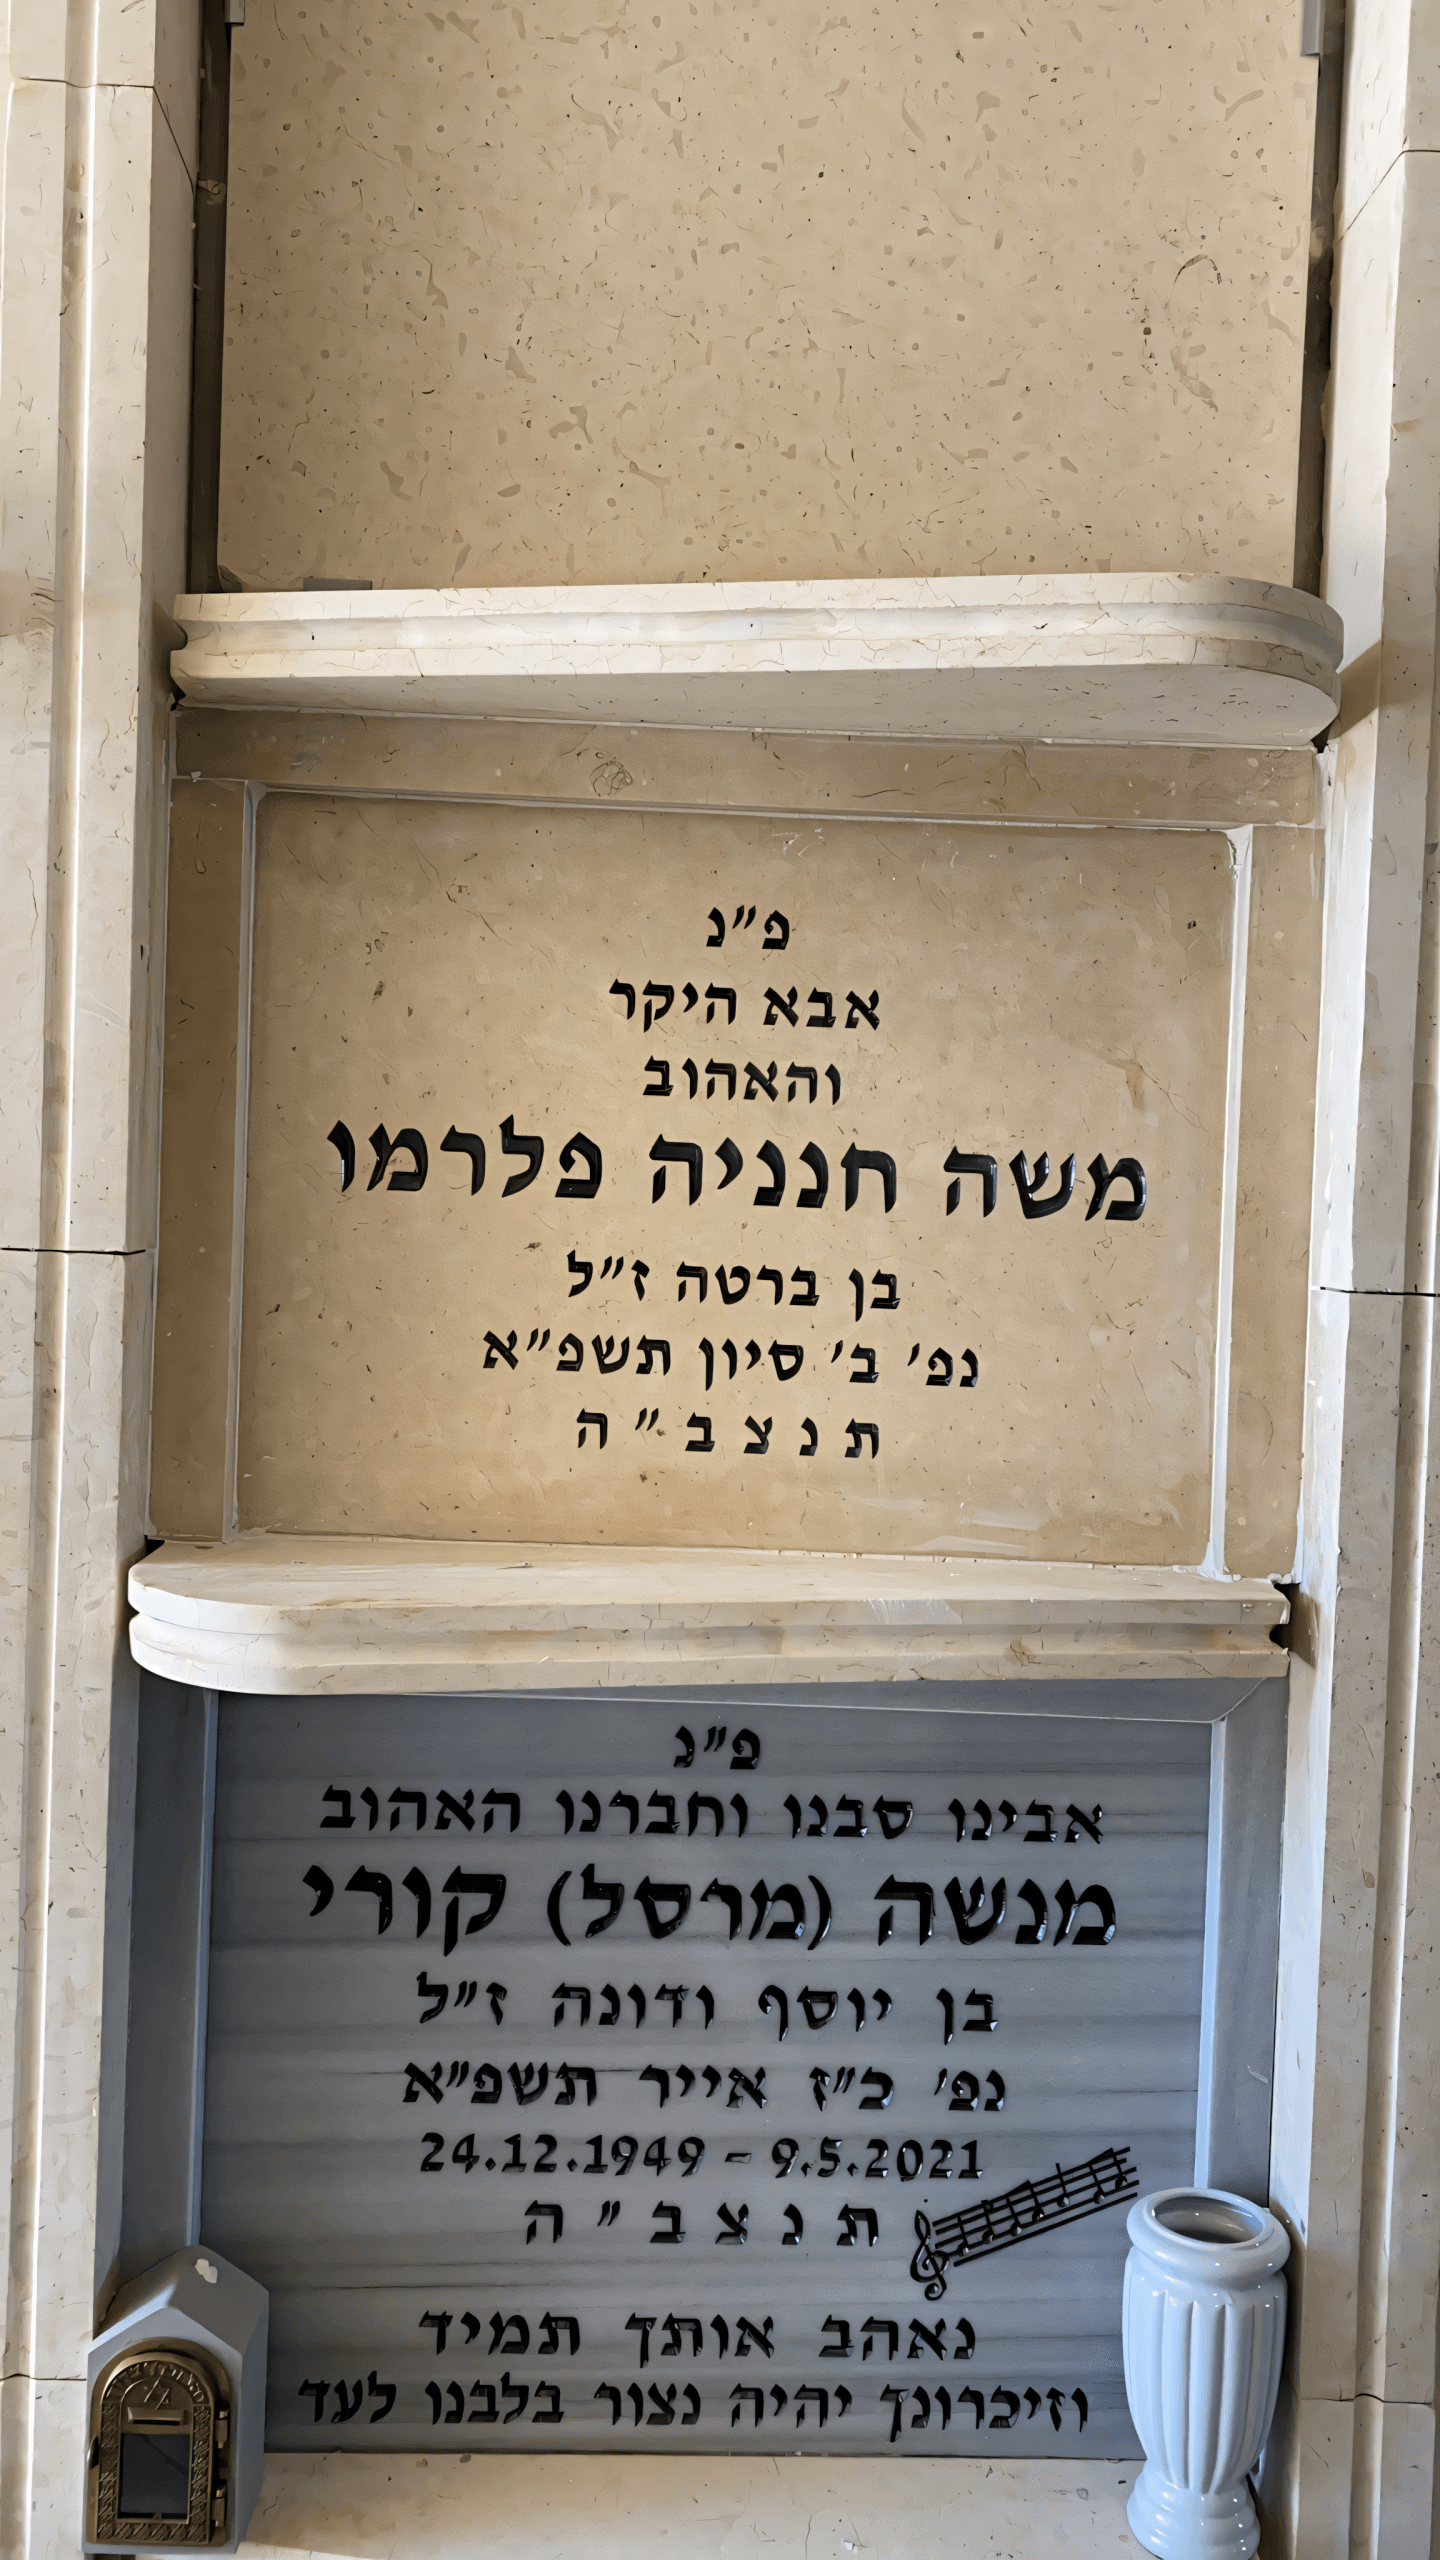 פ״נ
אבא היקר
והאהוב
משה חנניה פלרמו
בן ברטה ז״ל
נפ׳ ב׳ סיון תשפ״א
ת נ צ ב ״ ה
פ״נ
אבינו סבנו וחברנו האהוב
מנשה (מרסל) קורי
בן יוסף ודונה ז״ל
נפ׳ כ״ז אייר תשפ״א
24.12.1949 - 9.5.2021
ת נ צ ב ״ ה
נאהב אותך תמיד
וזיכרונך יהיה נצור בלבנו לעד